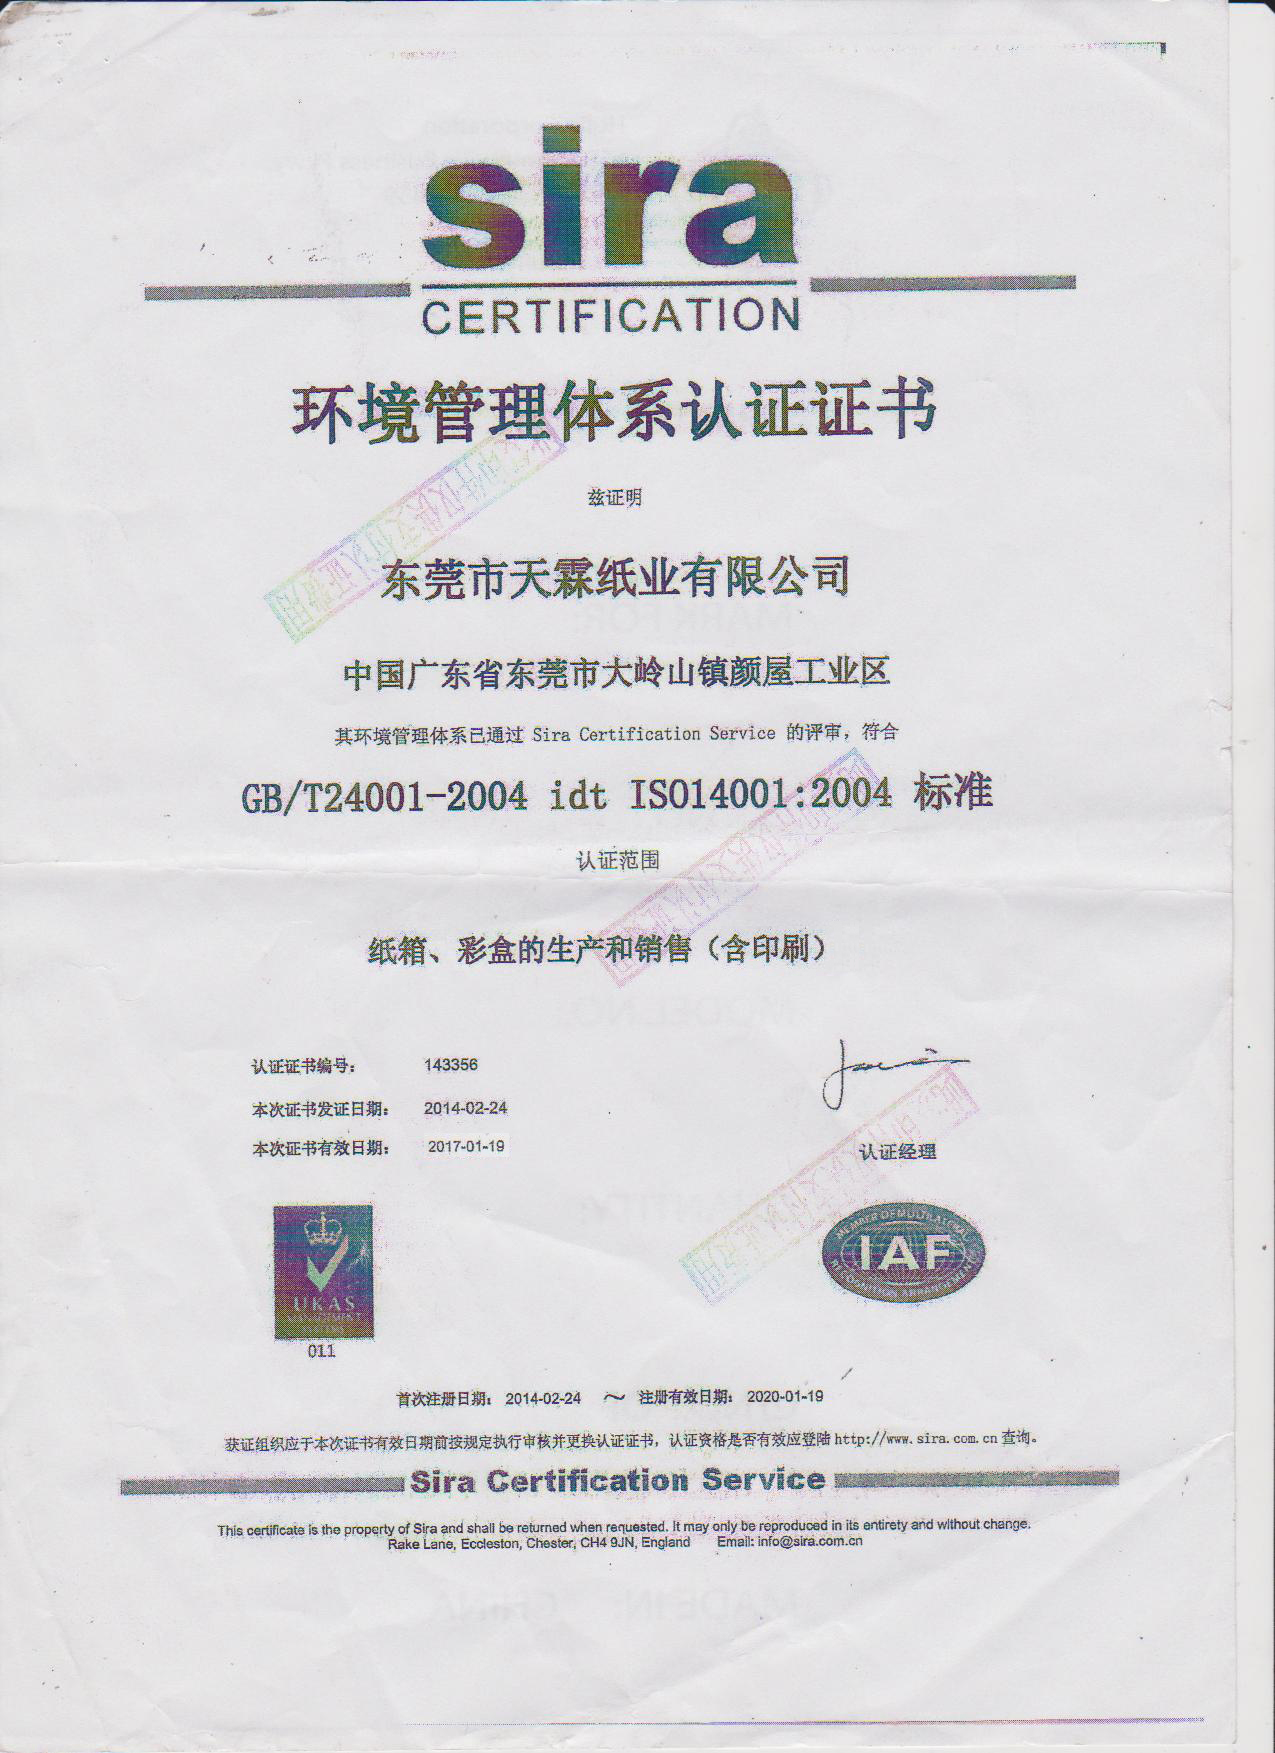 sira
CERTIFICATION
环境管理体系认证证书
兹证明
东莞市天霖纸业有限公司
中国广东省东莞市大岭山镇颜屋工业区
其环境管理体系已通过 Sira Certification Service 的评审，符合
GB/T24001-2004 idt ISO14001:2004 标准
认证范围
纸箱、彩盒的生产和销售（含印刷）
认证证书编号： 143356
本次证书发证日期： 2014-02-24
本次证书有效日期： 2017-01-19
认证经理
UKAS
MANAGEMENT
011
MEMBER OF MULTILATERAL
IAF
RECOGNITION ARRANGEMENT
首次注册日期： 2014-02-24 ～ 注册有效日期： 2020-01-19
获证组织应于本次证书有效日期前按规定执行审核并更换认证证书，认证资格是否有效应登陆 http://www.sira.com.cn 查询。
Sira Certification Service
This certificate is the property of Sira and shall be returned when requested. It may only be reproduced in its entirety and without change.
Rake Lane, Eccleston, Chester, CH4 9JN, England Email: info@sira.com.cn